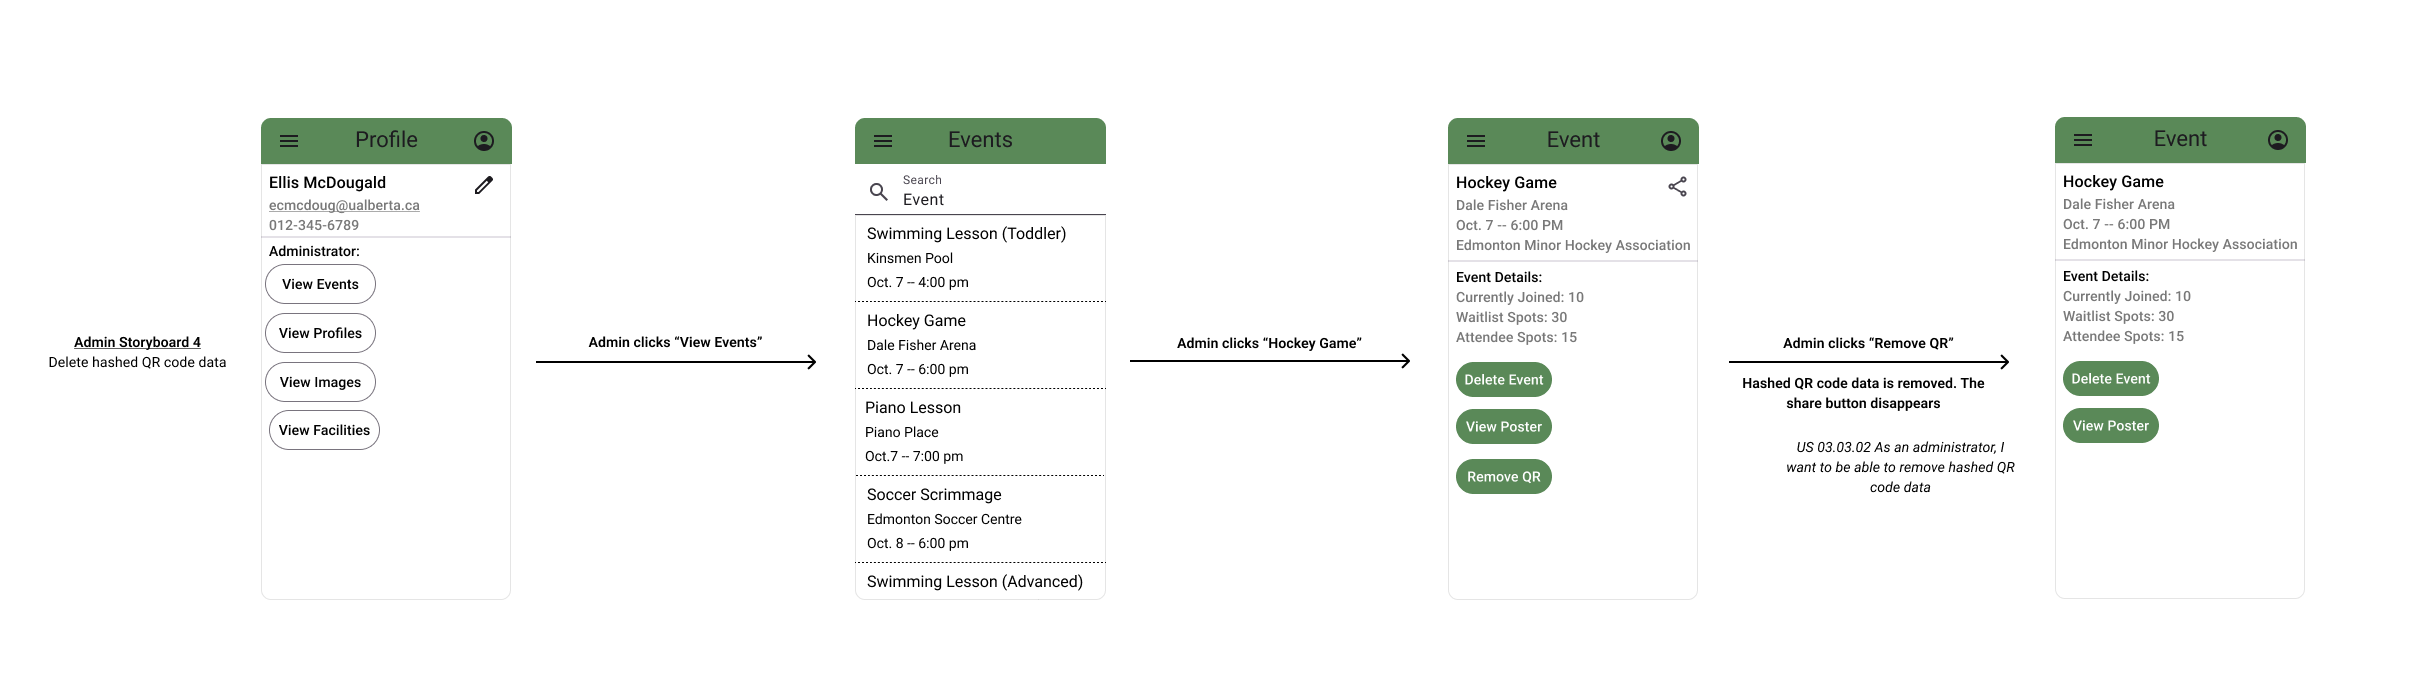 Admin Storyboard 4
Delete hashed QR code data
Profile
Ellis McDougald
ecmcdoug@ualberta.ca
012-345-6789
Administrator:
View Events
View Profiles
View Images
View Facilities
Admin clicks “View Events”
Events
Search
Event
Swimming Lesson (Toddler)
Kinsmen Pool
Oct. 7 -- 4:00 pm
Hockey Game
Dale Fisher Arena
Oct. 7 -- 6:00 pm
Piano Lesson
Piano Place
Oct.7 -- 7:00 pm
Soccer Scrimmage
Edmonton Soccer Centre
Oct. 8 -- 6:00 pm
Swimming Lesson (Advanced)
Admin clicks “Hockey Game”
Event
Hockey Game
Dale Fisher Arena
Oct. 7 -- 6:00 PM
Edmonton Minor Hockey Association
Event Details:
Currently Joined: 10
Waitlist Spots: 30
Attendee Spots: 15
Delete Event
View Poster
Remove QR
Admin clicks “Remove QR”
Hashed QR code data is removed. The
share button disappears
US 03.03.02 As an administrator, I
want to be able to remove hashed QR
code data
Event
Hockey Game
Dale Fisher Arena
Oct. 7 -- 6:00 PM
Edmonton Minor Hockey Association
Event Details:
Currently Joined: 10
Waitlist Spots: 30
Attendee Spots: 15
Delete Event
View Poster